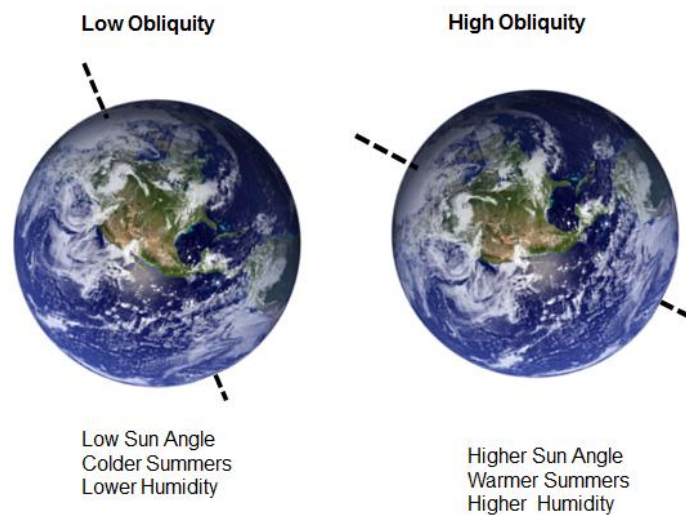 Low Obliquity
High Obliquity
Low Sun Angle
Colder Summers
Lower Humidity
Higher Sun Angle
Warmer Summers
Higher Humidity